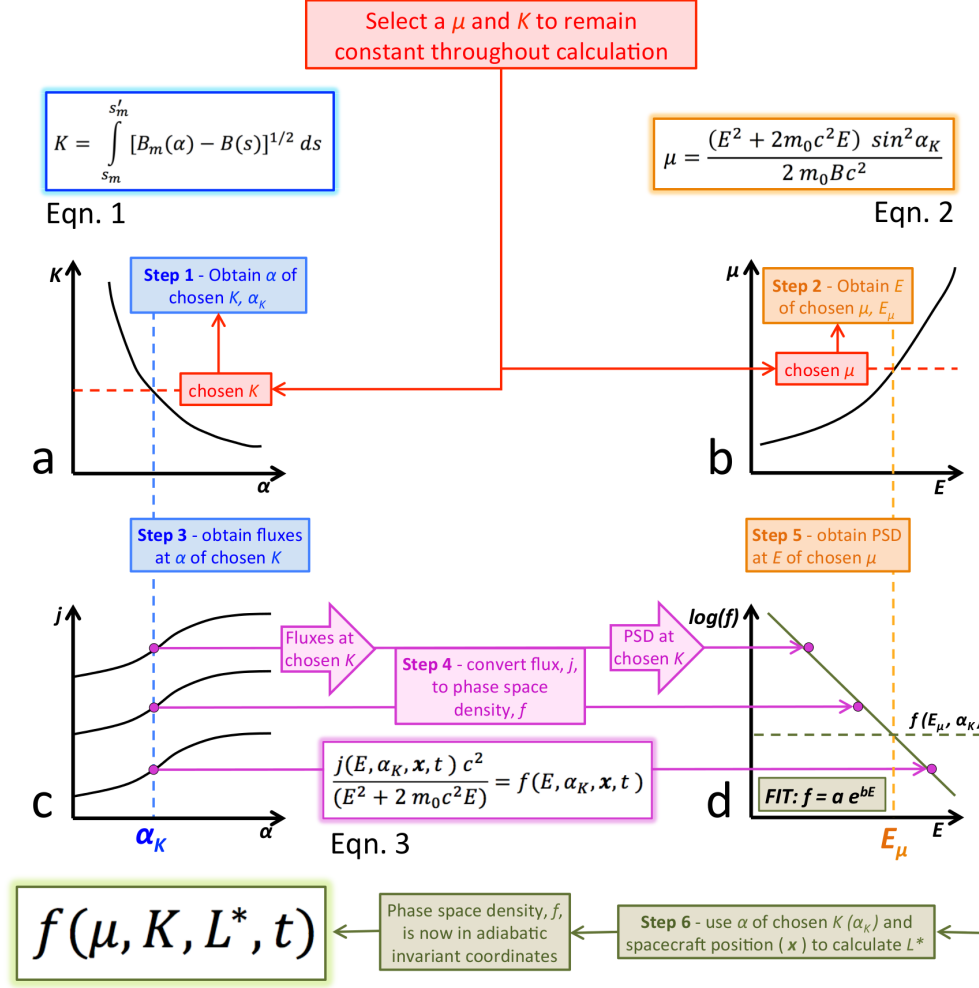 Select a μ and K to remain
constant throughout calculation
K = ∫_{s_m}^{s'_m} [B_m(α) − B(s)]^{1/2} ds
Eqn. 1
μ = (E² + 2m₀c²E) sin²α_K / 2 m₀Bc²
Eqn. 2
K
Step 1 - Obtain α of
chosen K, α_K
chosen K
a
α
μ
Step 2 - Obtain E
of chosen μ, E_μ
chosen μ
b
E
Step 3 - obtain fluxes
at α of chosen K
Step 5 - obtain PSD
at E of chosen μ
j
Fluxes at
chosen K
Step 4 - convert flux, j,
to phase space
density, f
PSD at
chosen K
log(f)
f(E_μ, α_K)
j(E, α_K, x, t) c² / (E² + 2 m₀c²E) = f(E, α_K, x, t)
Eqn. 3
c
α
α_K
d
FIT: f = a e^{bE}
E
E_μ
f(μ, K, L*, t)
Phase space density, f,
is now in adiabatic
invariant coordinates
Step 6 - use α of chosen K (α_K) and
spacecraft position ( x ) to calculate L*